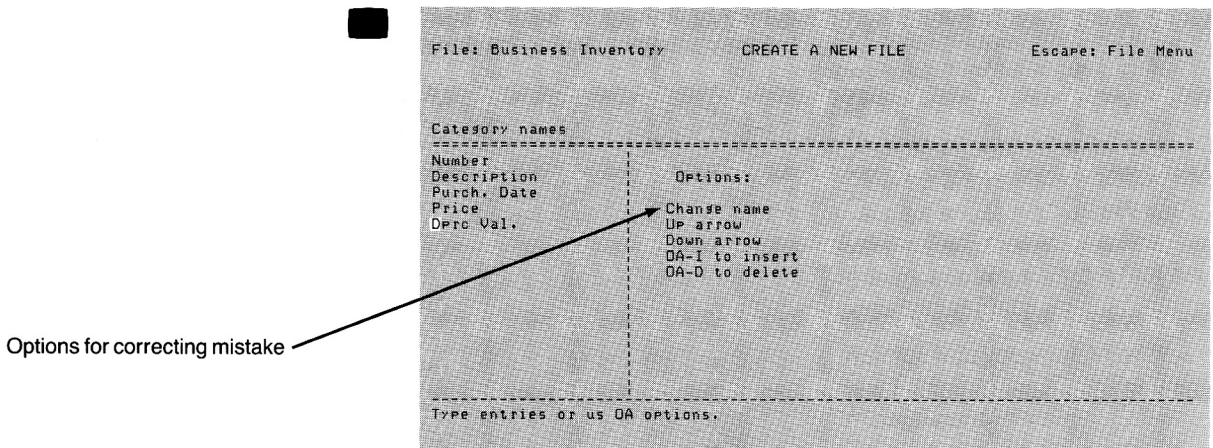 File: Business Inventory CREATE A NEW FILE Escape: File Menu
Category names
Number
Description
Purch. Date
Price
Dprc Val.
Options:
Change name
Up arrow
Down arrow
OA-I to insert
OA-D to delete
Options for correcting mistake
Type entries or us OA options.